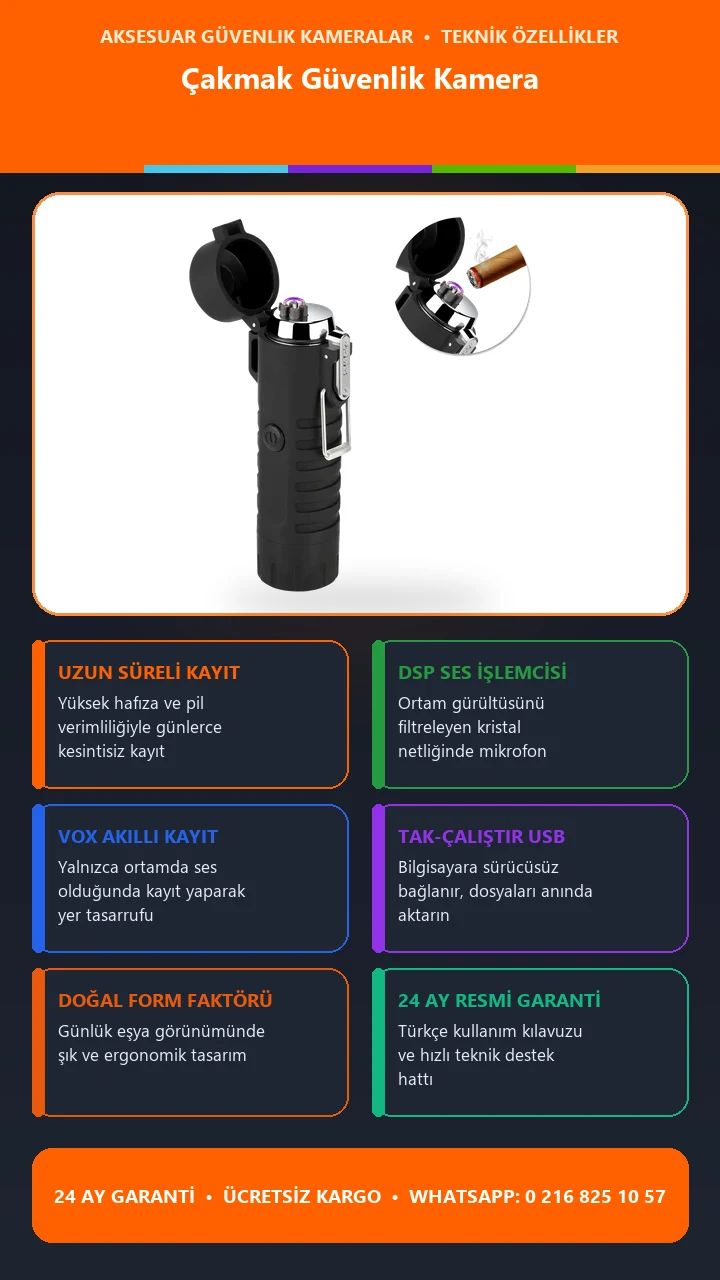 AKSESUAR GÜVENLIK KAMERALAR • TEKNİK ÖZELLİKLER
Çakmak Güvenlik Kamera
UZUN SÜRELİ KAYIT
Yüksek hafıza ve pil
verimliliğiyle günlerce
kesintisiz kayıt
DSP SES İŞLEMCİSİ
Ortam gürültüsünü
filtreleyen kristal
netliğinde mikrofon
VOX AKILLI KAYIT
Yalnızca ortamda ses
olduğunda kayıt yaparak
yer tasarrufu
TAK-ÇALIŞTIR USB
Bilgisayara sürücüsüz
bağlanır, dosyaları anında
aktarın
DOĞAL FORM FAKTÖRÜ
Günlük eşya görünümünde
şık ve ergonomik tasarım
24 AY RESMİ GARANTİ
Türkçe kullanım kılavuzu
ve hızlı teknik destek
hattı
24 AY GARANTİ • ÜCRETSİZ KARGO • WHATSAPP: 0 216 825 10 57